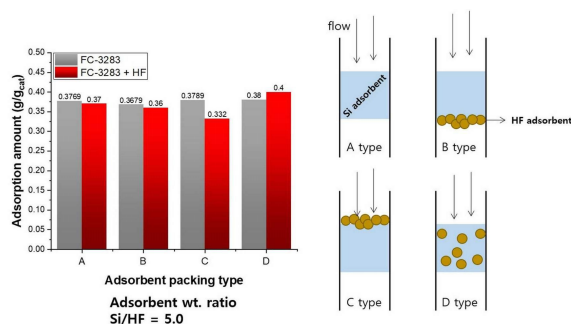 FC-3283
FC-3283 + HF
Adsorption amount (g/gcat)
0.50
0.45
0.40
0.35
0.30
0.25
0.20
0.15
0.10
0.05
0.00
0.3769
0.37
0.3679
0.36
0.3789
0.332
0.38
0.4
A
B
C
D
Adsorbent packing type
Adsorbent wt. ratio
Si/HF = 5.0
flow
Si adsorbent
A type
HF adsorbent
B type
C type
D type